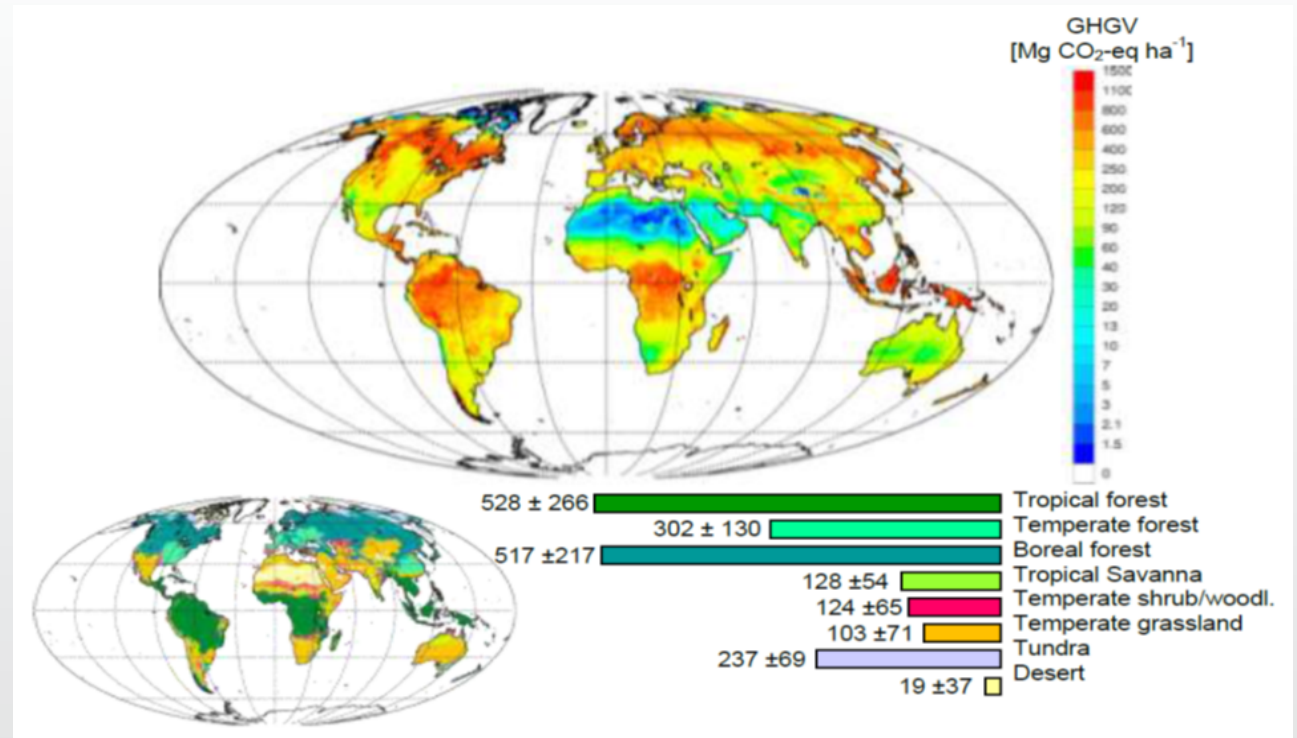 GHGV
[Mg CO₂-eq ha⁻¹]
1500
1100
800
600
400
250
200
120
90
60
40
30
20
13
10
7
5
3
2.1
1.5
0
528 ± 266 Tropical forest
302 ± 130 Temperate forest
517 ±217 Boreal forest
128 ±54 Tropical Savanna
124 ±65 Temperate shrub/woodl.
103 ±71 Temperate grassland
237 ±69 Tundra
19 ±37 Desert